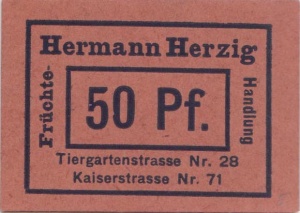 Hermann Herzig
Früchte-
Handlung
50 Pf.
Tiergartenstrasse Nr. 28
Kaiserstrasse Nr. 71